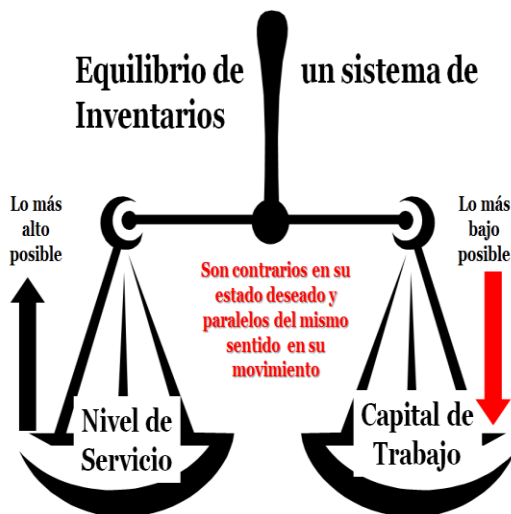 Equilibrio de un sistema de
Inventarios
Lo más
alto
posible
Lo más
bajo
posible
Son contrarios en su
estado deseado y
paralelos del mismo
sentido en su
movimiento
Nivel de
Servicio
Capital de
Trabajo